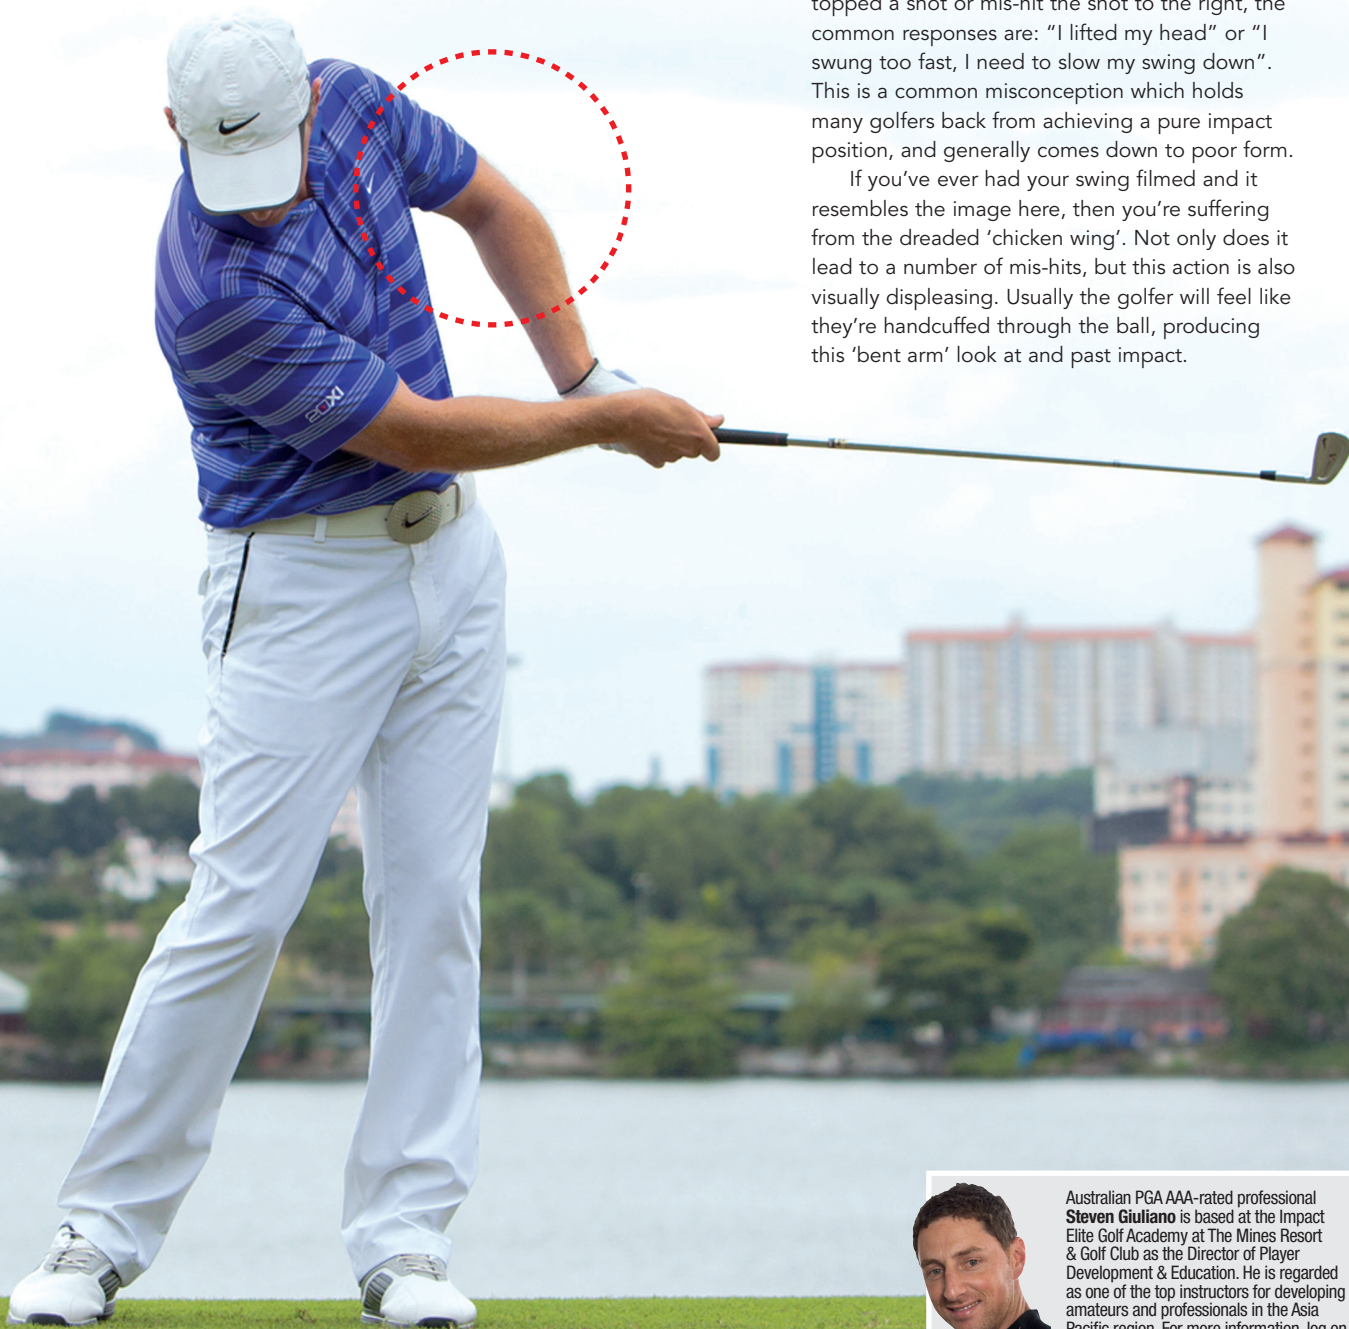 topped a shot or mis-hit the shot to the right, the
common responses are: “I lifted my head” or “I
swung too fast, I need to slow my swing down”.
This is a common misconception which holds
many golfers back from achieving a pure impact
position, and generally comes down to poor form.
If you’ve ever had your swing filmed and it
resembles the image here, then you’re suffering
from the dreaded ‘chicken wing’. Not only does it
lead to a number of mis-hits, but this action is also
visually displeasing. Usually the golfer will feel like
they’re handcuffed through the ball, producing
this ‘bent arm’ look at and past impact.
20XI
Australian PGA AAA-rated professional
Steven Giuliano is based at the Impact
Elite Golf Academy at The Mines Resort
& Golf Club as the Director of Player
Development & Education. He is regarded
as one of the top instructors for developing
amateurs and professionals in the Asia
Pacific region. For more information, log on